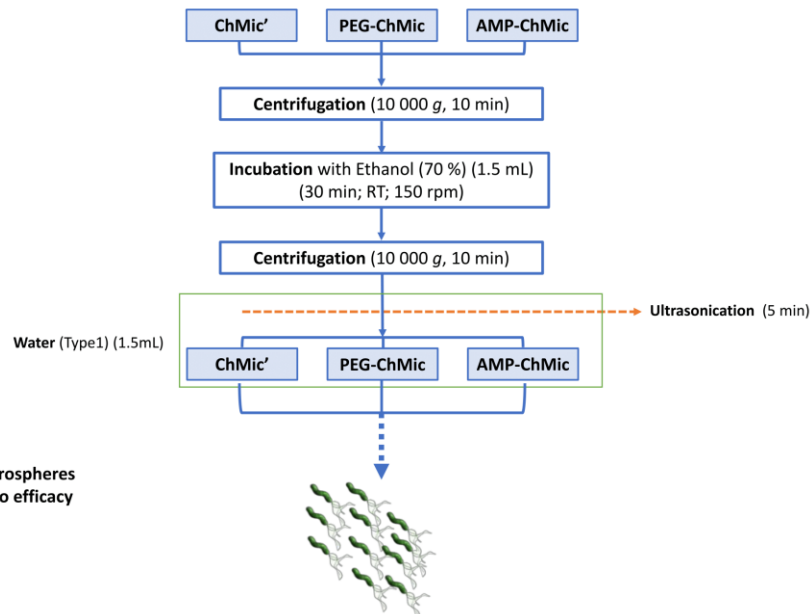 ChMic’ PEG-ChMic AMP-ChMic
Centrifugation (10 000 g, 10 min)
Incubation with Ethanol (70 %) (1.5 mL)
(30 min; RT; 150 rpm)
Centrifugation (10 000 g, 10 min)
Ultrasonication (5 min)
Water (Type1) (1.5mL)
ChMic’ PEG-ChMic AMP-ChMic
rospheres
o efficacy